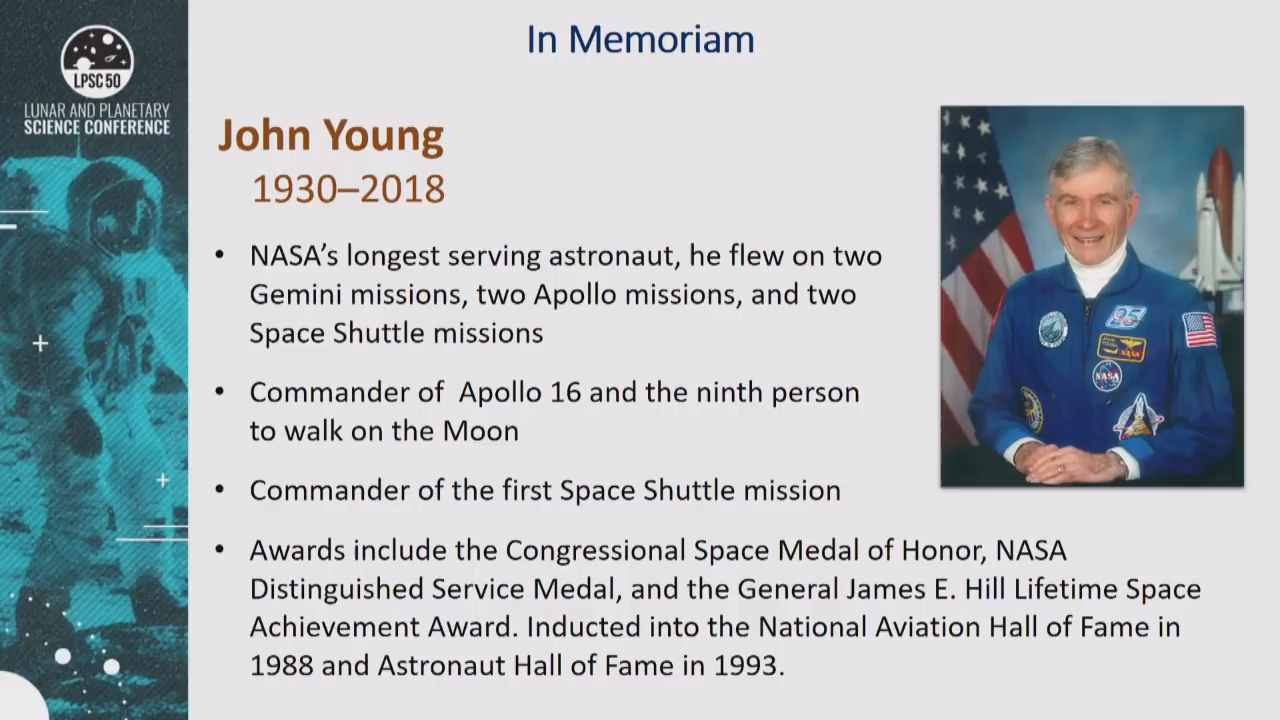 In Memoriam
LPSC 50
LUNAR AND PLANETARY
SCIENCE CONFERENCE
John Young
1930–2018
• NASA’s longest serving astronaut, he flew on two
Gemini missions, two Apollo missions, and two
Space Shuttle missions
• Commander of  Apollo 16 and the ninth person
to walk on the Moon
• Commander of the first Space Shuttle mission
• Awards include the Congressional Space Medal of Honor, NASA
Distinguished Service Medal, and the General James E. Hill Lifetime Space
Achievement Award. Inducted into the National Aviation Hall of Fame in
1988 and Astronaut Hall of Fame in 1993.
25
NASA
NASA